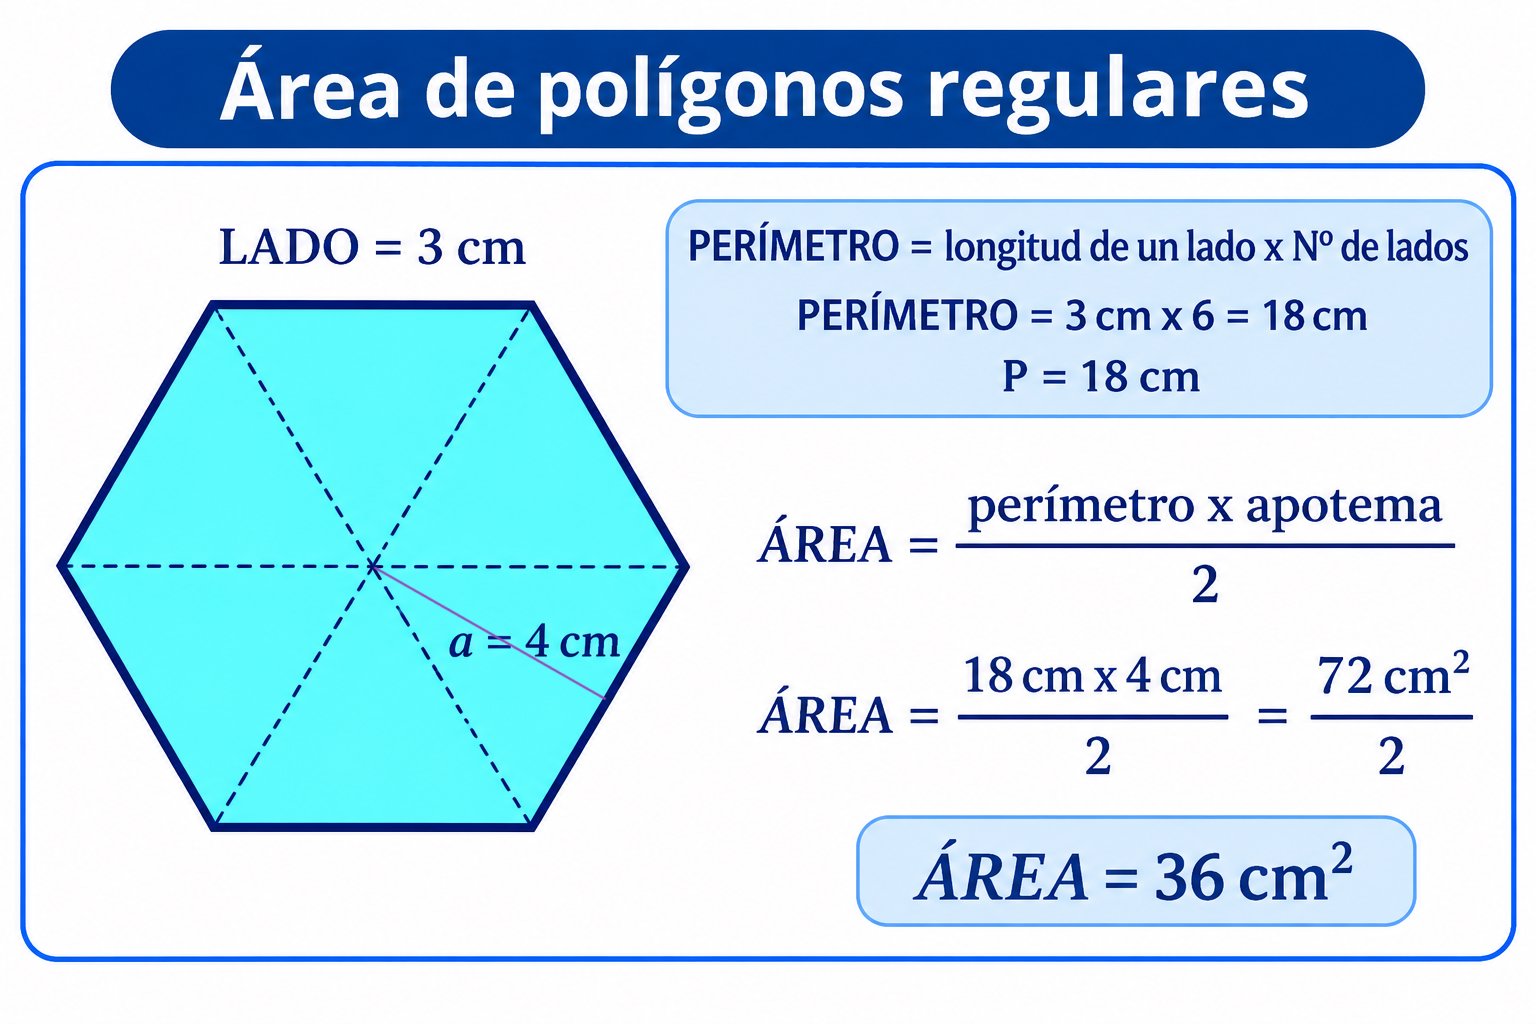 Área de polígonos regulares
LADO = 3 cm
a = 4 cm
PERÍMETRO = longitud de un lado x Nº de lados
PERÍMETRO = 3 cm x 6 = 18 cm
P = 18 cm
ÁREA = perímetro x apotema / 2
ÁREA = 18 cm x 4 cm / 2 = 72 cm² / 2
ÁREA = 36 cm²